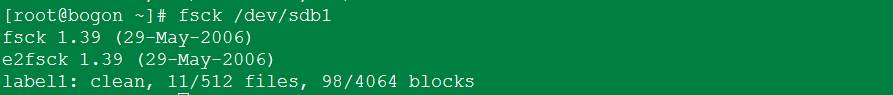 [root@bogon ~]# fsck /dev/sdb1
fsck 1.39 (29-May-2006)
e2fsck 1.39 (29-May-2006)
label1: clean, 11/512 files, 98/4064 blocks